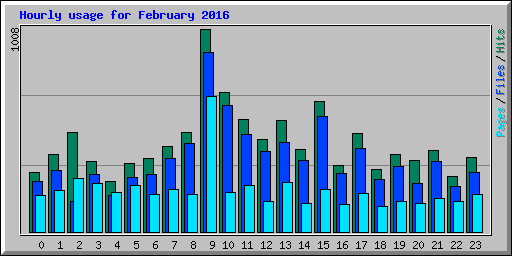 Hourly usage for February 2016
1008
Pages/Files/Hits
0 1 2 3 4 5 6 7 8 9 10 11 12 13 14 15 16 17 18 19 20 21 22 23